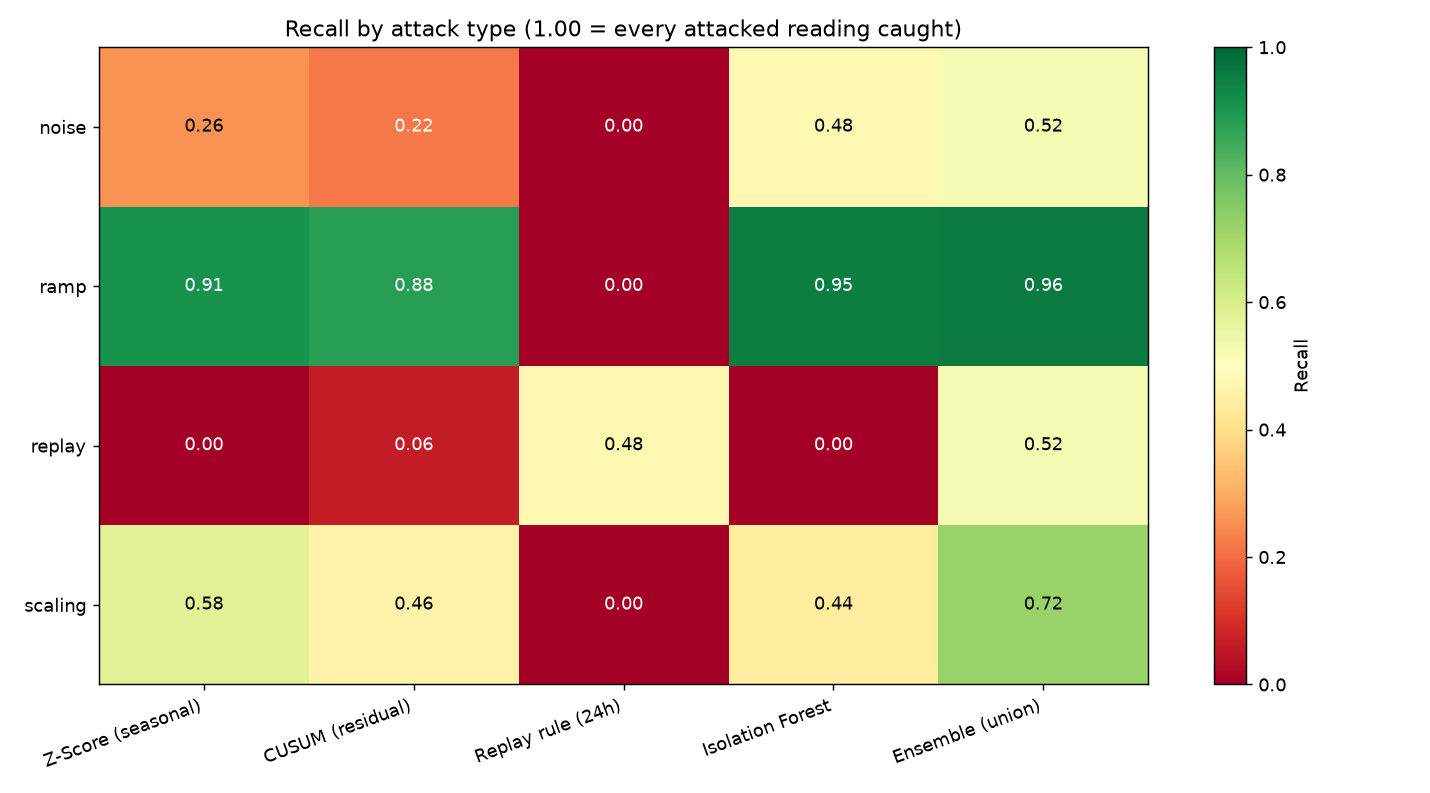 Recall by attack type (1.00 = every attacked reading caught)
noise 0.26 0.22 0.00 0.48 0.52
ramp 0.91 0.88 0.00 0.95 0.96
replay 0.00 0.06 0.48 0.00 0.52
scaling 0.58 0.46 0.00 0.44 0.72
Z-Score (seasonal) CUSUM (residual) Replay rule (24h) Isolation Forest Ensemble (union)
1.0
0.8
0.6
0.4
0.2
0.0
Recall